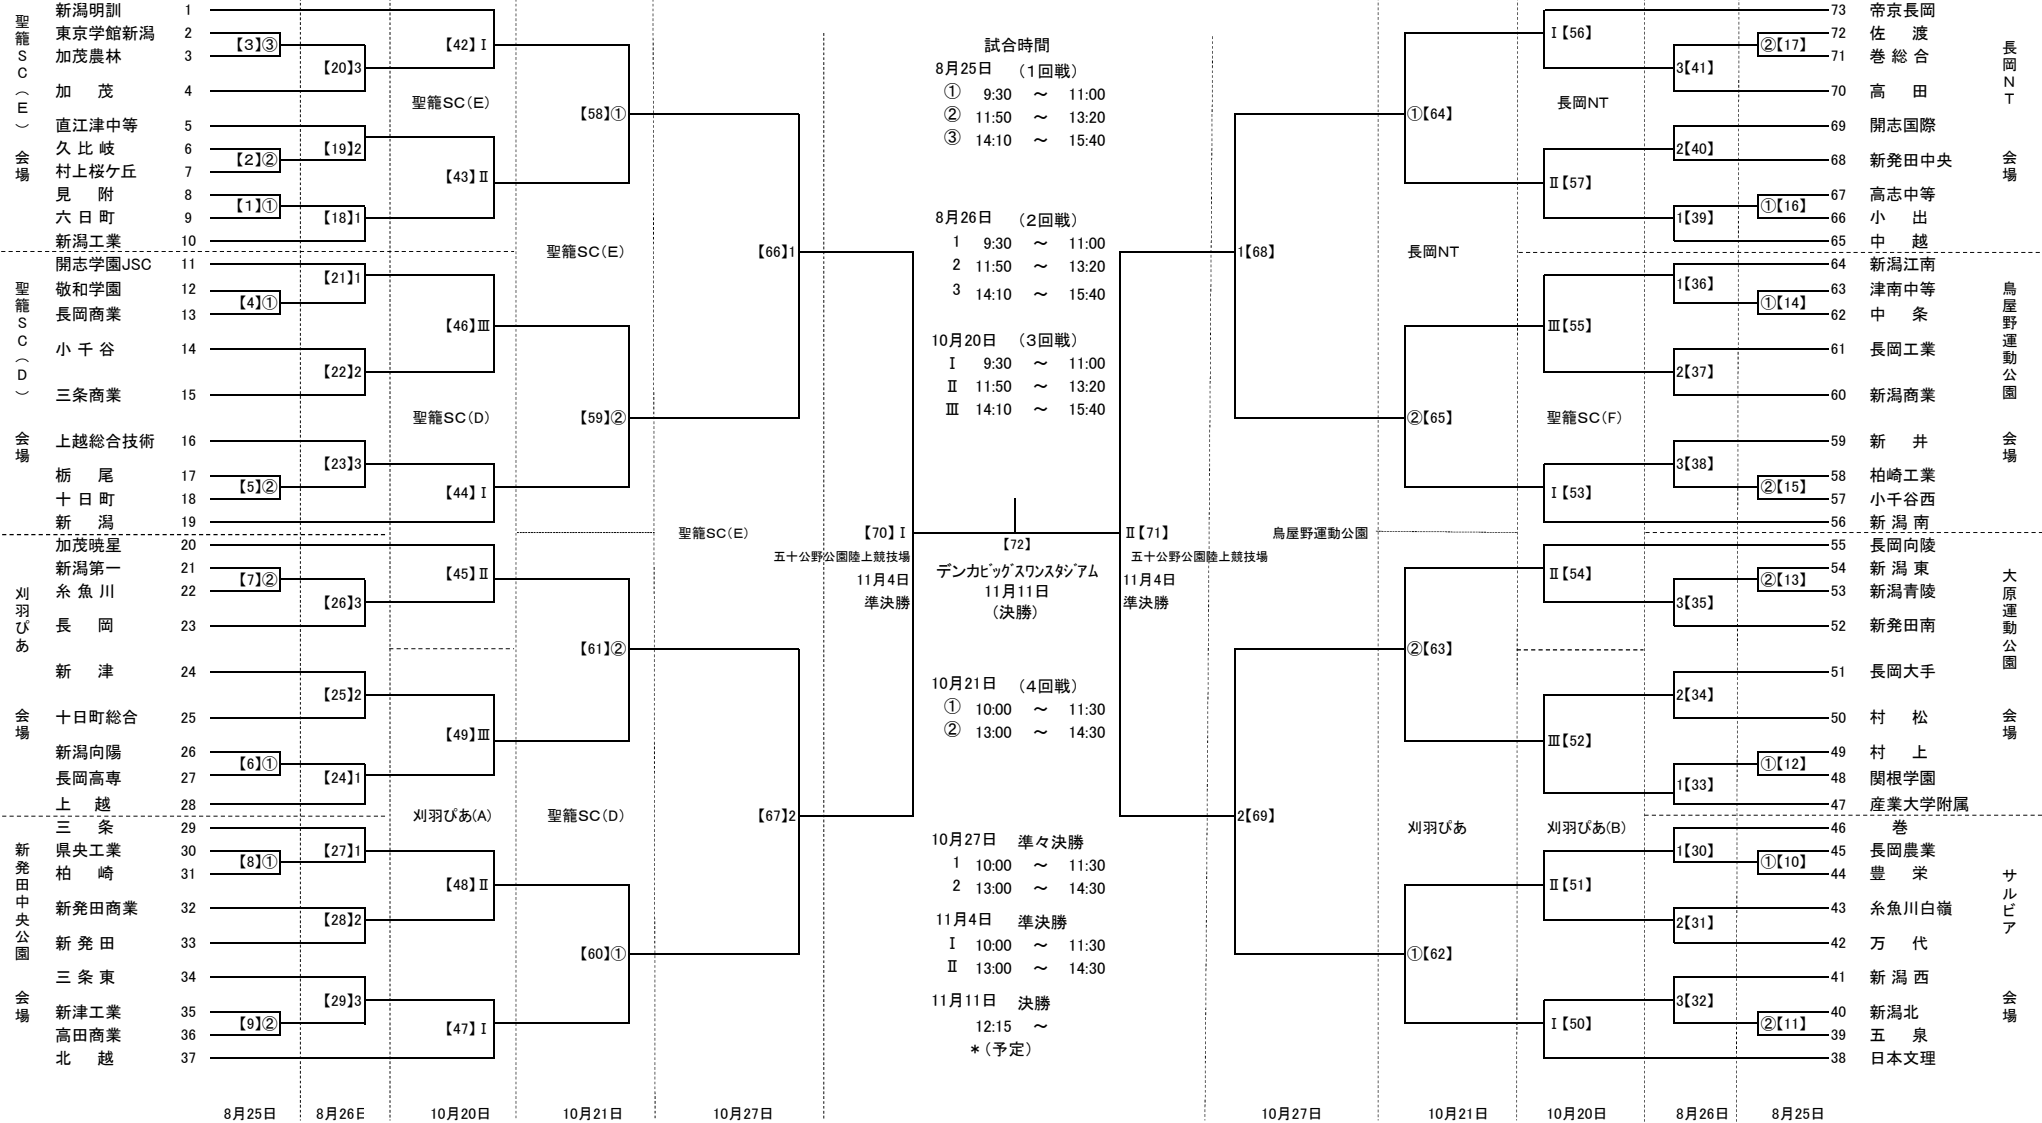 聖籠SC(E) 会場
新潟明訓 1
東京学館新潟 2
加茂農林 3
加 茂 4
直江津中等 5
久比岐 6
村上桜ケ丘 7
見 附 8
六日町 9
新潟工業 10
【3】③
【2】②
【1】①
【20】3
【19】2
【18】1
【42】Ⅰ
聖籠SC(E)
【43】Ⅱ
【58】①
聖籠SC(E)
聖籠SC(D) 会場
開志学園JSC 11
敬和学園 12
長岡商業 13
小千谷 14
三条商業 15
上越総合技術 16
栃 尾 17
十日町 18
新 潟 19
【4】①
【5】②
【21】1
【22】2
【23】3
【46】Ⅲ
聖籠SC(D)
【44】Ⅰ
【59】②
【66】1
聖籠SC(E)
刈羽ぴあ 会場
加茂暁星 20
新潟第一 21
糸魚川 22
長 岡 23
新 津 24
十日町総合 25
新潟向陽 26
長岡高専 27
上 越 28
【7】②
【6】①
【26】3
【25】2
【24】1
【45】Ⅱ
【49】Ⅲ
刈羽ぴあ(A)
【61】②
聖籠SC(D)
【67】2
新発田中央公園 会場
三 条 29
県央工業 30
柏 崎 31
新発田商業 32
新発田 33
三条東 34
新津工業 35
高田商業 36
北 越 37
【8】①
【9】②
【27】1
【28】2
【29】3
【48】Ⅱ
【47】Ⅰ
【60】①
8月25日 8月26日 10月20日 10月21日 10月27日
試合時間
8月25日 (1回戦)
① 9:30 ～ 11:00
② 11:50 ～ 13:20
③ 14:10 ～ 15:40
8月26日 (2回戦)
1 9:30 ～ 11:00
2 11:50 ～ 13:20
3 14:10 ～ 15:40
10月20日 (3回戦)
Ⅰ 9:30 ～ 11:00
Ⅱ 11:50 ～ 13:20
Ⅲ 14:10 ～ 15:40
【70】Ⅰ
五十公野公園陸上競技場
11月4日
準決勝
【72】
デンカビッグスワンスタジアム
11月11日
(決勝)
Ⅱ【71】
五十公野公園陸上競技場
11月4日
準決勝
10月21日 (4回戦)
① 10:00 ～ 11:30
② 13:00 ～ 14:30
10月27日 準々決勝
1 10:00 ～ 11:30
2 13:00 ～ 14:30
11月4日 準決勝
Ⅰ 10:00 ～ 11:30
Ⅱ 13:00 ～ 14:30
11月11日 決勝
12:15 ～
*(予定)
73 帝京長岡
72 佐 渡
71 巻総合
70 高 田
69 開志国際
68 新発田中央
67 高志中等
66 小 出
65 中 越
長岡NT 会場
②【17】
①【16】
3【41】
2【40】
1【39】
Ⅰ【56】
長岡NT
Ⅱ【57】
①【64】
長岡NT
1【68】
64 新潟江南
63 津南中等
62 中 条
61 長岡工業
60 新潟商業
59 新 井
58 柏崎工業
57 小千谷西
56 新潟南
鳥屋野運動公園 会場
①【14】
②【15】
1【36】
2【37】
3【38】
Ⅲ【55】
聖籠SC(F)
Ⅰ【53】
②【65】
鳥屋野運動公園
55 長岡向陵
54 新潟東
53 新潟青陵
52 新発田南
51 長岡大手
50 村 松
49 村 上
48 関根学園
47 産業大学附属
大原運動公園 会場
②【13】
①【12】
3【35】
2【34】
1【33】
Ⅱ【54】
Ⅲ【52】
刈羽ぴあ(B)
②【63】
刈羽ぴあ
2【69】
46 巻
45 長岡農業
44 豊 栄
43 糸魚川白嶺
42 万 代
41 新潟西
40 新潟北
39 五 泉
38 日本文理
サルビア 会場
①【10】
②【11】
1【30】
2【31】
3【32】
Ⅱ【51】
Ⅰ【50】
①【62】
10月27日 10月21日 10月20日 8月26日 8月25日